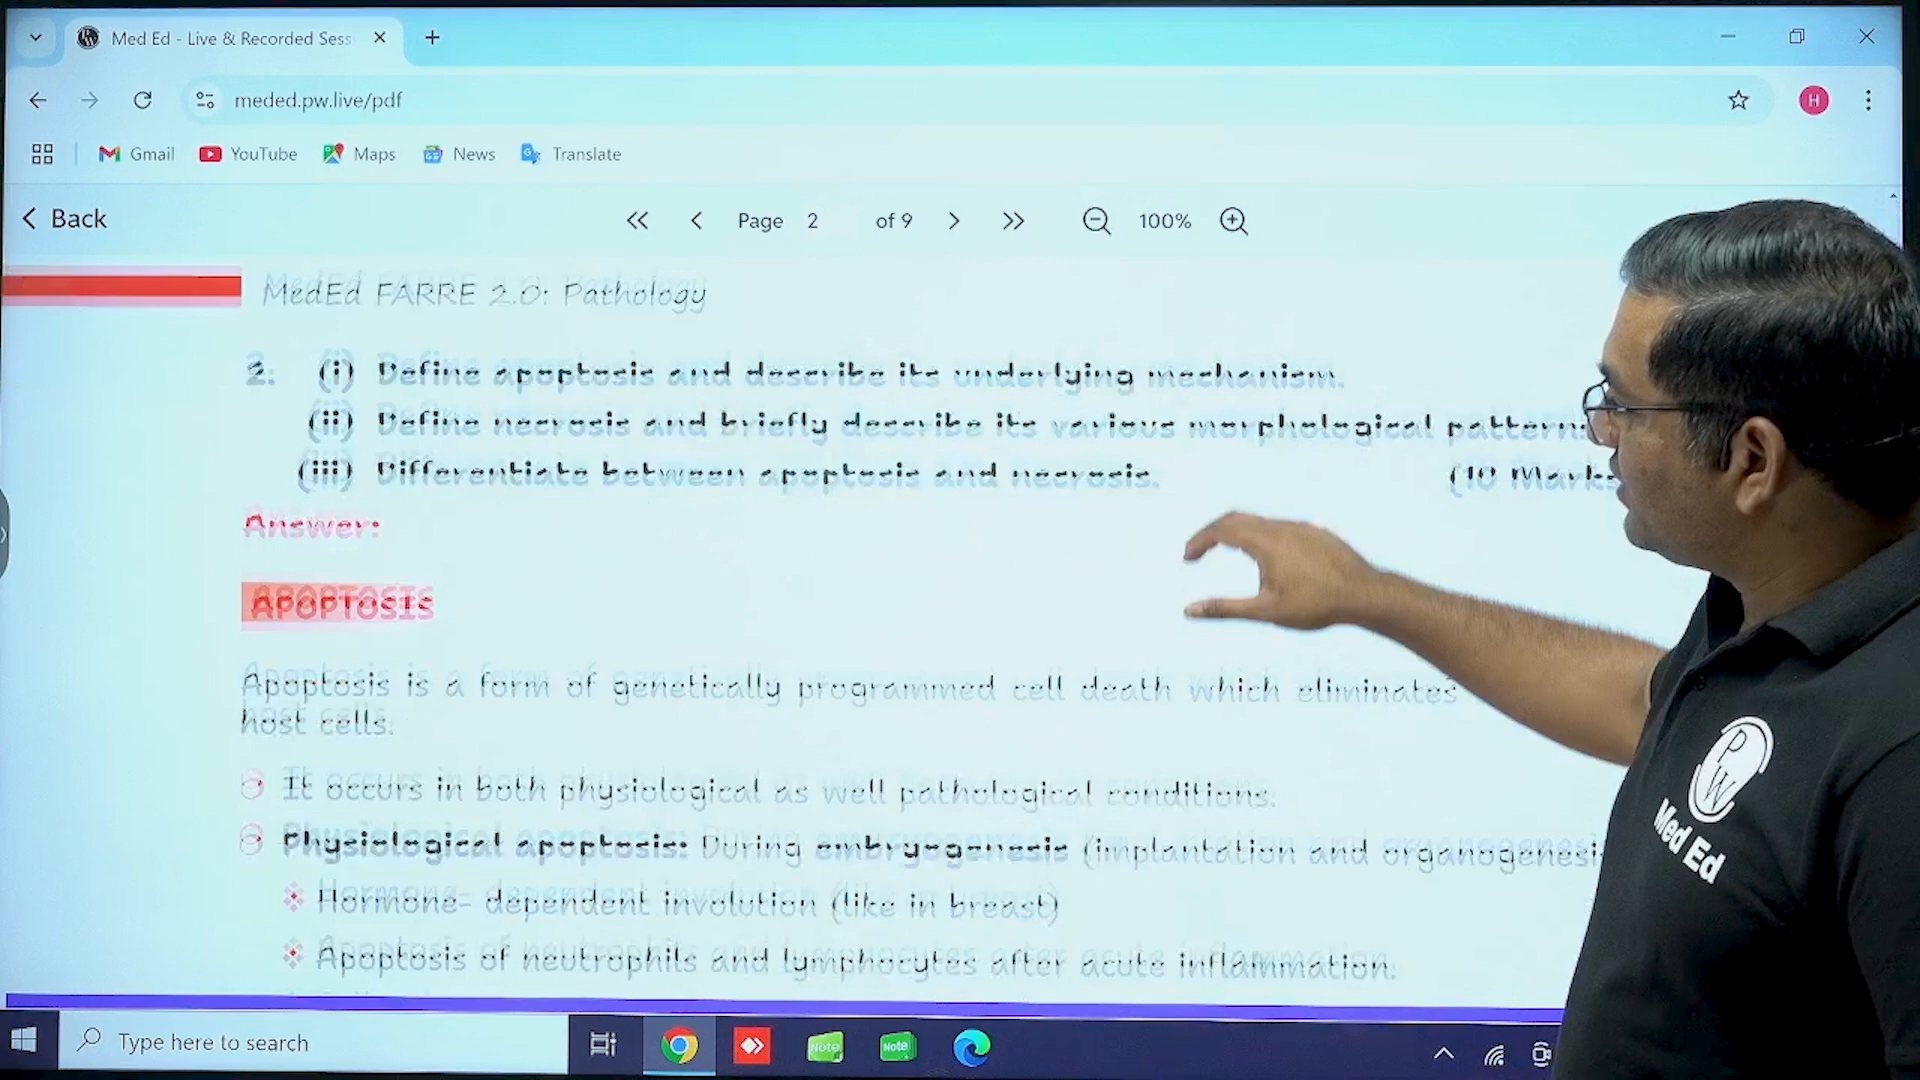 Med Ed - Live & Recorded Sess
meded.pw.live/pdf
H
Gmail
YouTube
Maps
News
Translate
Back
Page 2 of 9
100%
MedEd FARRE 2.0: Pathology
2. (i) Define apoptosis and describe its underlying mechanism.
(ii) Define necrosis and briefly describe its various morphological pattern
(iii) Differentiate between apoptosis and necrosis. (10 Marks
Answer:
APOPTOSIS
Apoptosis is a form of genetically programmed cell death which eliminates
host cells.
It occurs in both physiological as well pathological conditions.
Physiological apoptosis: During embryogenesis (implantation and organogenesi
Hormone- dependent involution (like in breast)
Apoptosis of neutrophils and lymphocytes after acute inflammation.
Type here to search
Note
Note
PW
Med Ed